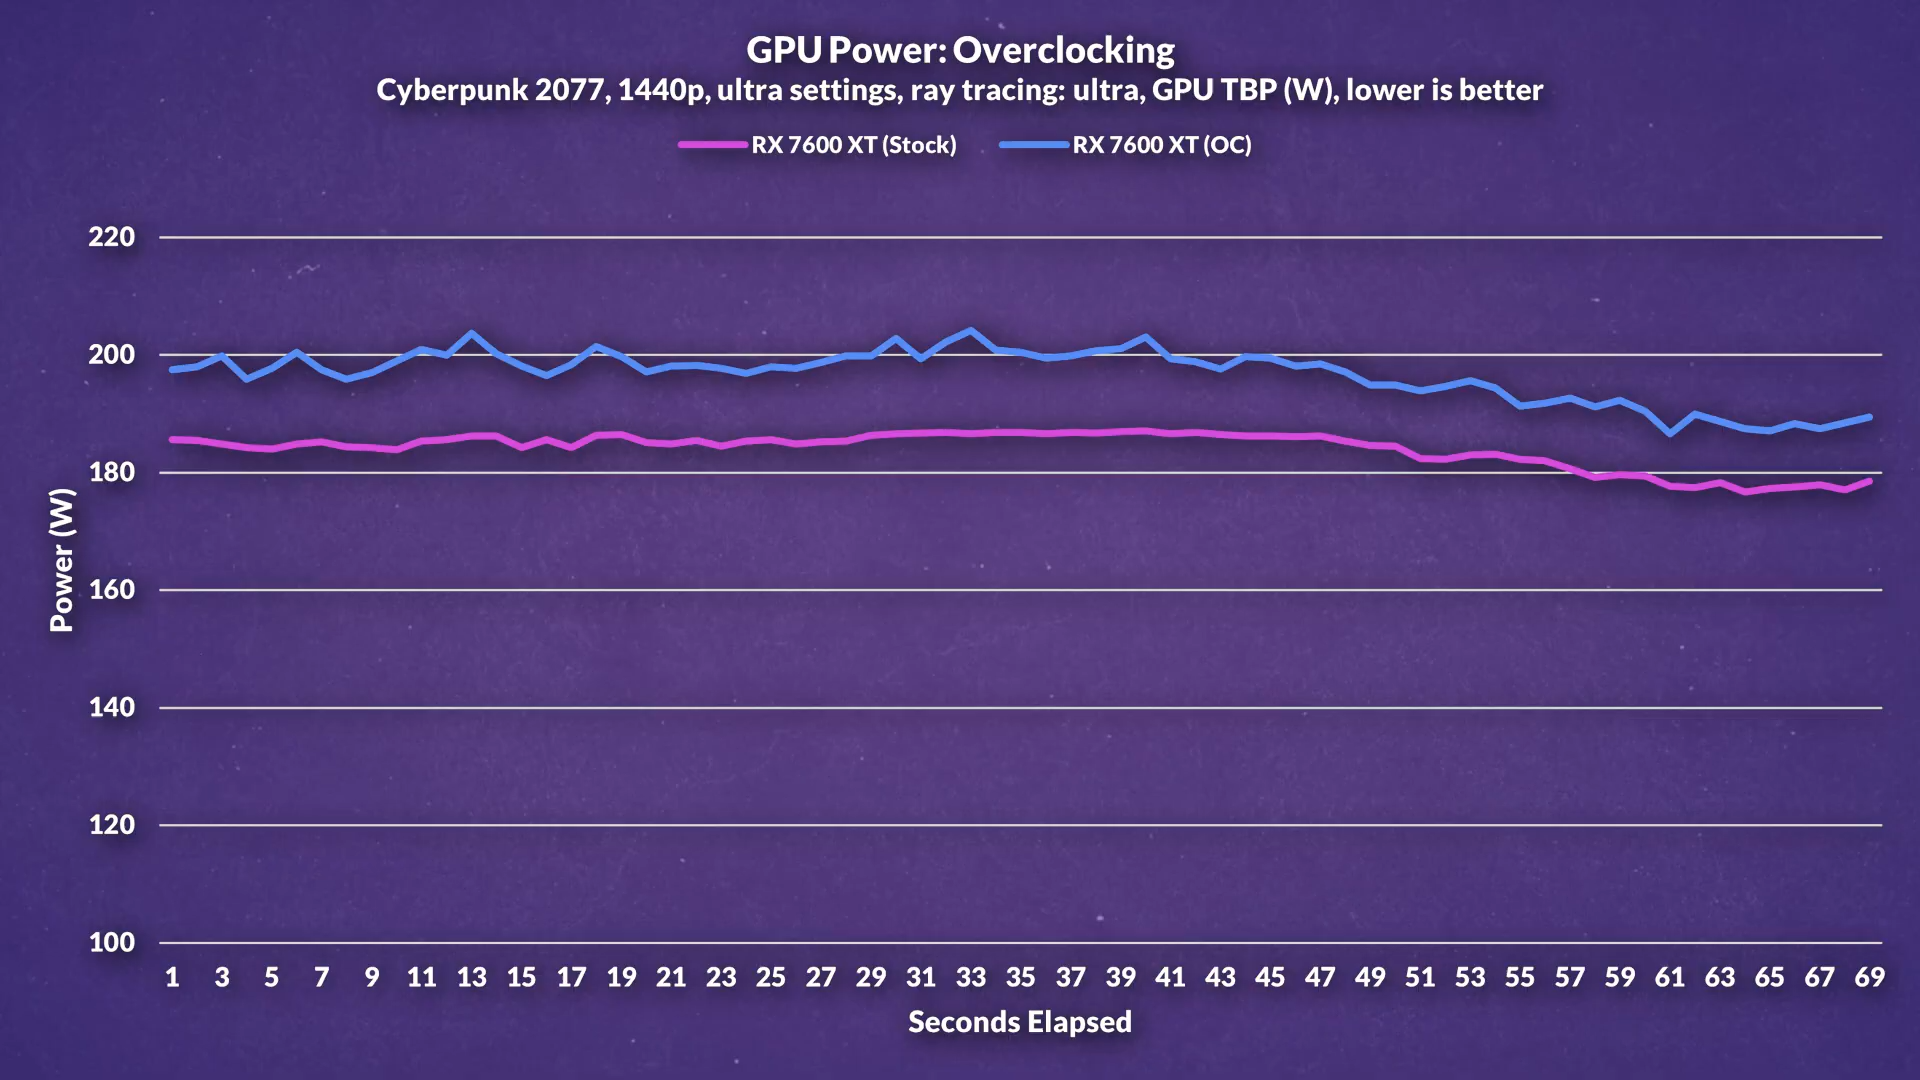 GPU Power: Overclocking
Cyberpunk 2077, 1440p, ultra settings, ray tracing: ultra, GPU TBP (W), lower is better
RX 7600 XT (Stock) RX 7600 XT (OC)
220
200
180
160
140
120
100
Power (W)
1 3 5 7 9 11 13 15 17 19 21 23 25 27 29 31 33 35 37 39 41 43 45 47 49 51 53 55 57 59 61 63 65 67 69
Seconds Elapsed